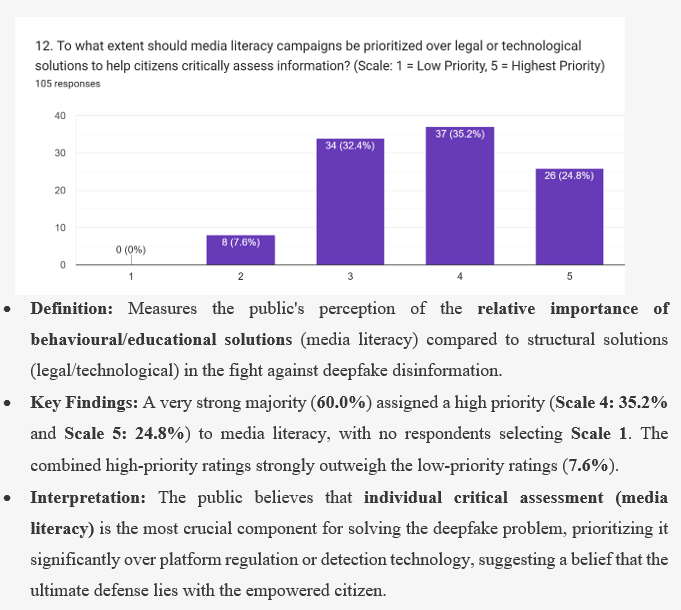 12. To what extent should media literacy campaigns be prioritized over legal or technological
solutions to help citizens critically assess information? (Scale: 1 = Low Priority, 5 = Highest Priority)
105 responses
40
30
20
10
0
0 (0%)
8 (7.6%)
34 (32.4%)
37 (35.2%)
26 (24.8%)
1 2 3 4 5
• Definition: Measures the public's perception of the relative importance of
behavioural/educational solutions (media literacy) compared to structural solutions
(legal/technological) in the fight against deepfake disinformation.
• Key Findings: A very strong majority (60.0%) assigned a high priority (Scale 4: 35.2%
and Scale 5: 24.8%) to media literacy, with no respondents selecting Scale 1. The
combined high-priority ratings strongly outweigh the low-priority ratings (7.6%).
• Interpretation: The public believes that individual critical assessment (media
literacy) is the most crucial component for solving the deepfake problem, prioritizing it
significantly over platform regulation or detection technology, suggesting a belief that the
ultimate defense lies with the empowered citizen.